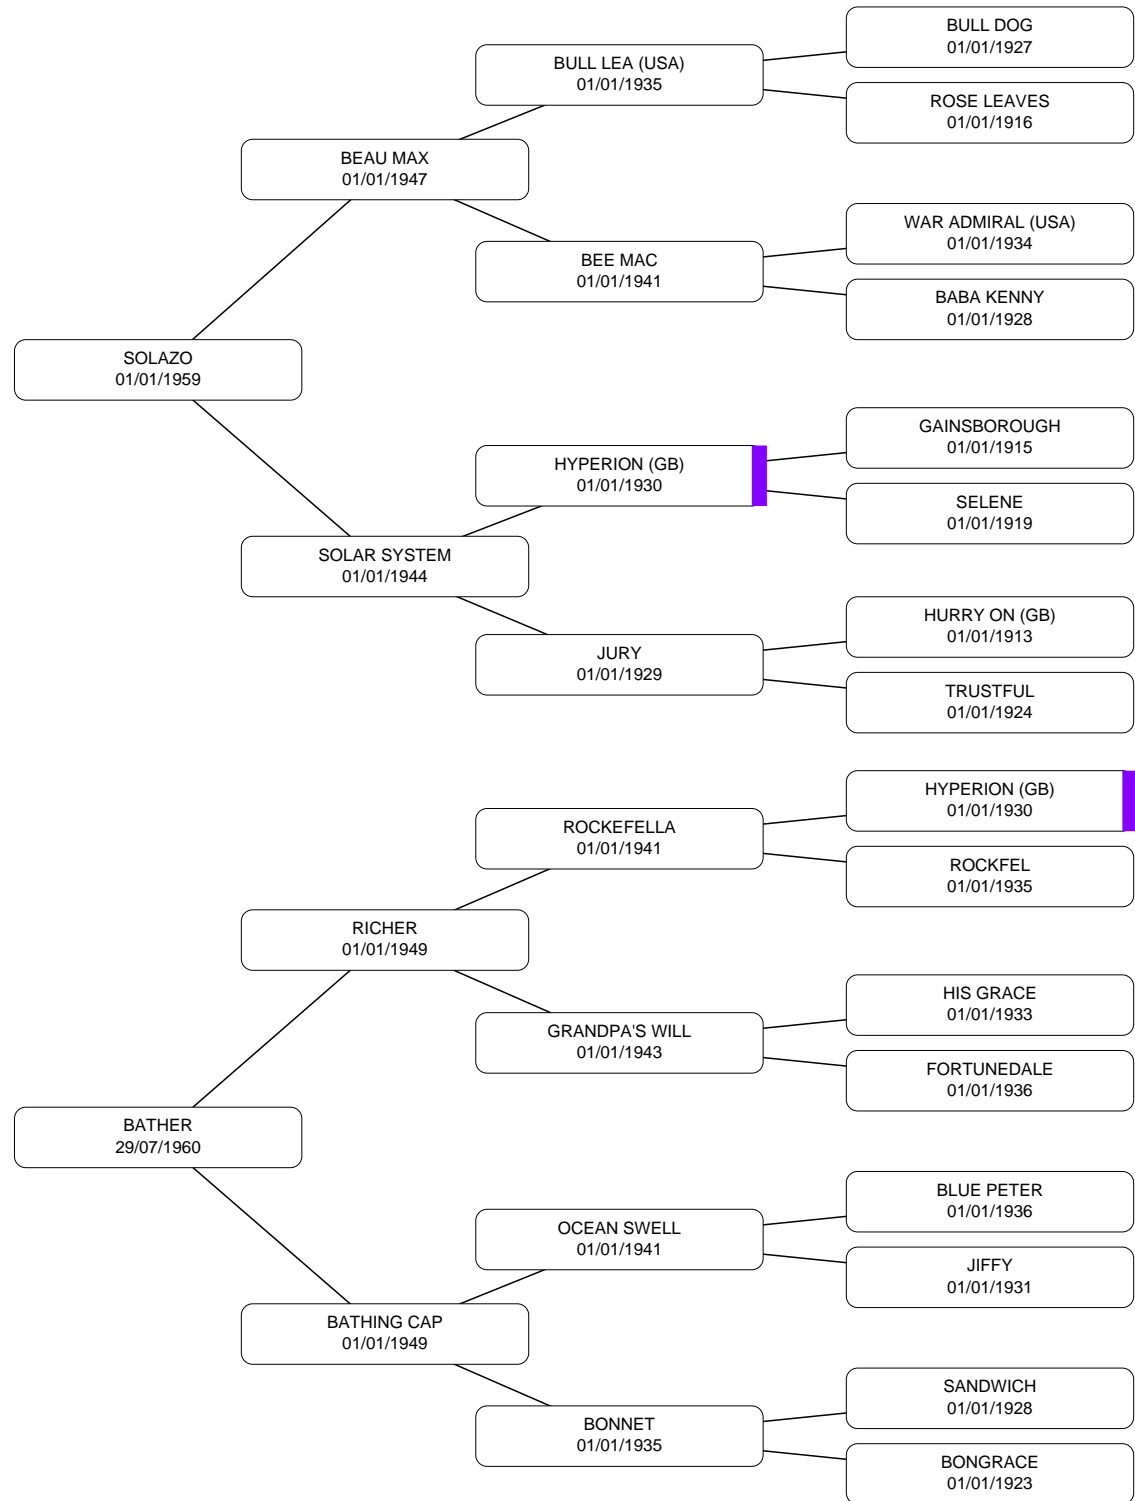 BULL DOG
01/01/1927
BULL LEA (USA)
01/01/1935
ROSE LEAVES
01/01/1916
BEAU MAX
01/01/1947
WAR ADMIRAL (USA)
01/01/1934
BEE MAC
01/01/1941
BABA KENNY
01/01/1928
SOLAZO
01/01/1959
GAINSBOROUGH
01/01/1915
HYPERION (GB)
01/01/1930
SELENE
01/01/1919
SOLAR SYSTEM
01/01/1944
HURRY ON (GB)
01/01/1913
JURY
01/01/1929
TRUSTFUL
01/01/1924
HYPERION (GB)
01/01/1930
ROCKEFELLA
01/01/1941
ROCKFEL
01/01/1935
RICHER
01/01/1949
HIS GRACE
01/01/1933
GRANDPA'S WILL
01/01/1943
FORTUNEDALE
01/01/1936
BATHER
29/07/1960
BLUE PETER
01/01/1936
OCEAN SWELL
01/01/1941
JIFFY
01/01/1931
BATHING CAP
01/01/1949
SANDWICH
01/01/1928
BONNET
01/01/1935
BONGRACE
01/01/1923